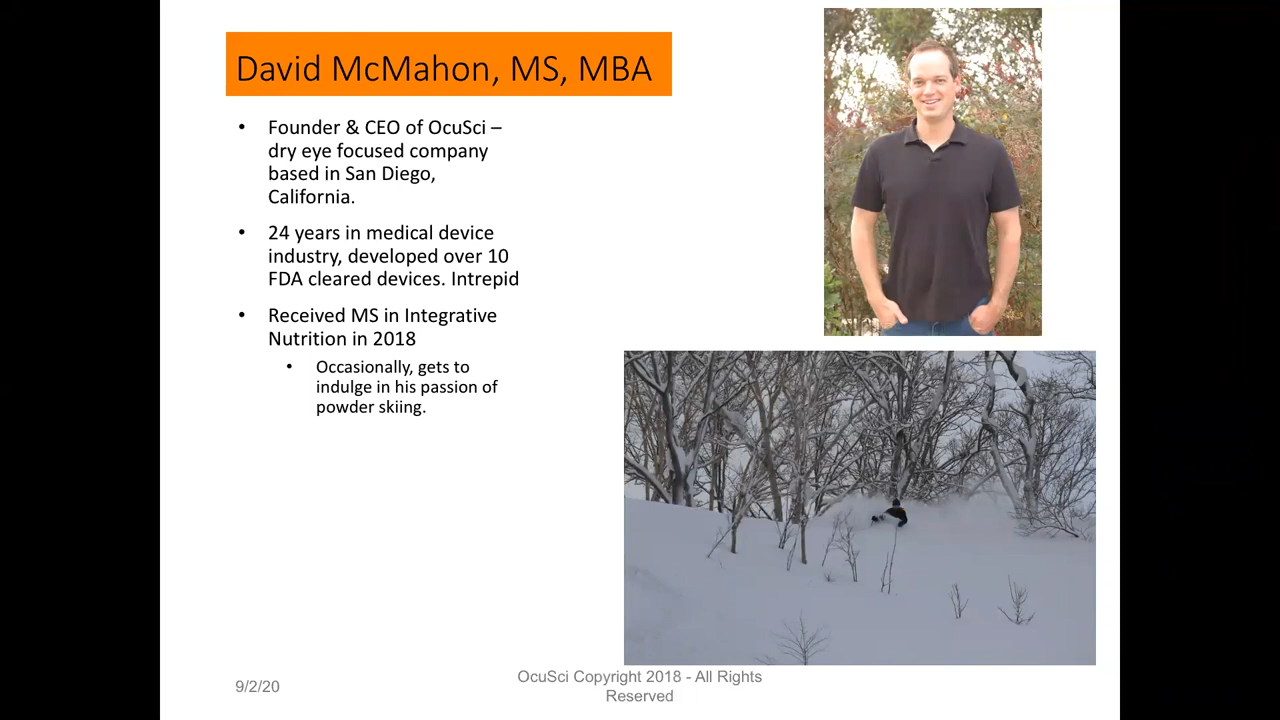 David McMahon, MS, MBA
• Founder & CEO of OcuSci –
dry eye focused company
based in San Diego,
California.
• 24 years in medical device
industry, developed over 10
FDA cleared devices. Intrepid
• Received MS in Integrative
Nutrition in 2018
• Occasionally, gets to
indulge in his passion of
powder skiing.
9/2/20
OcuSci Copyright 2018 - All Rights
Reserved